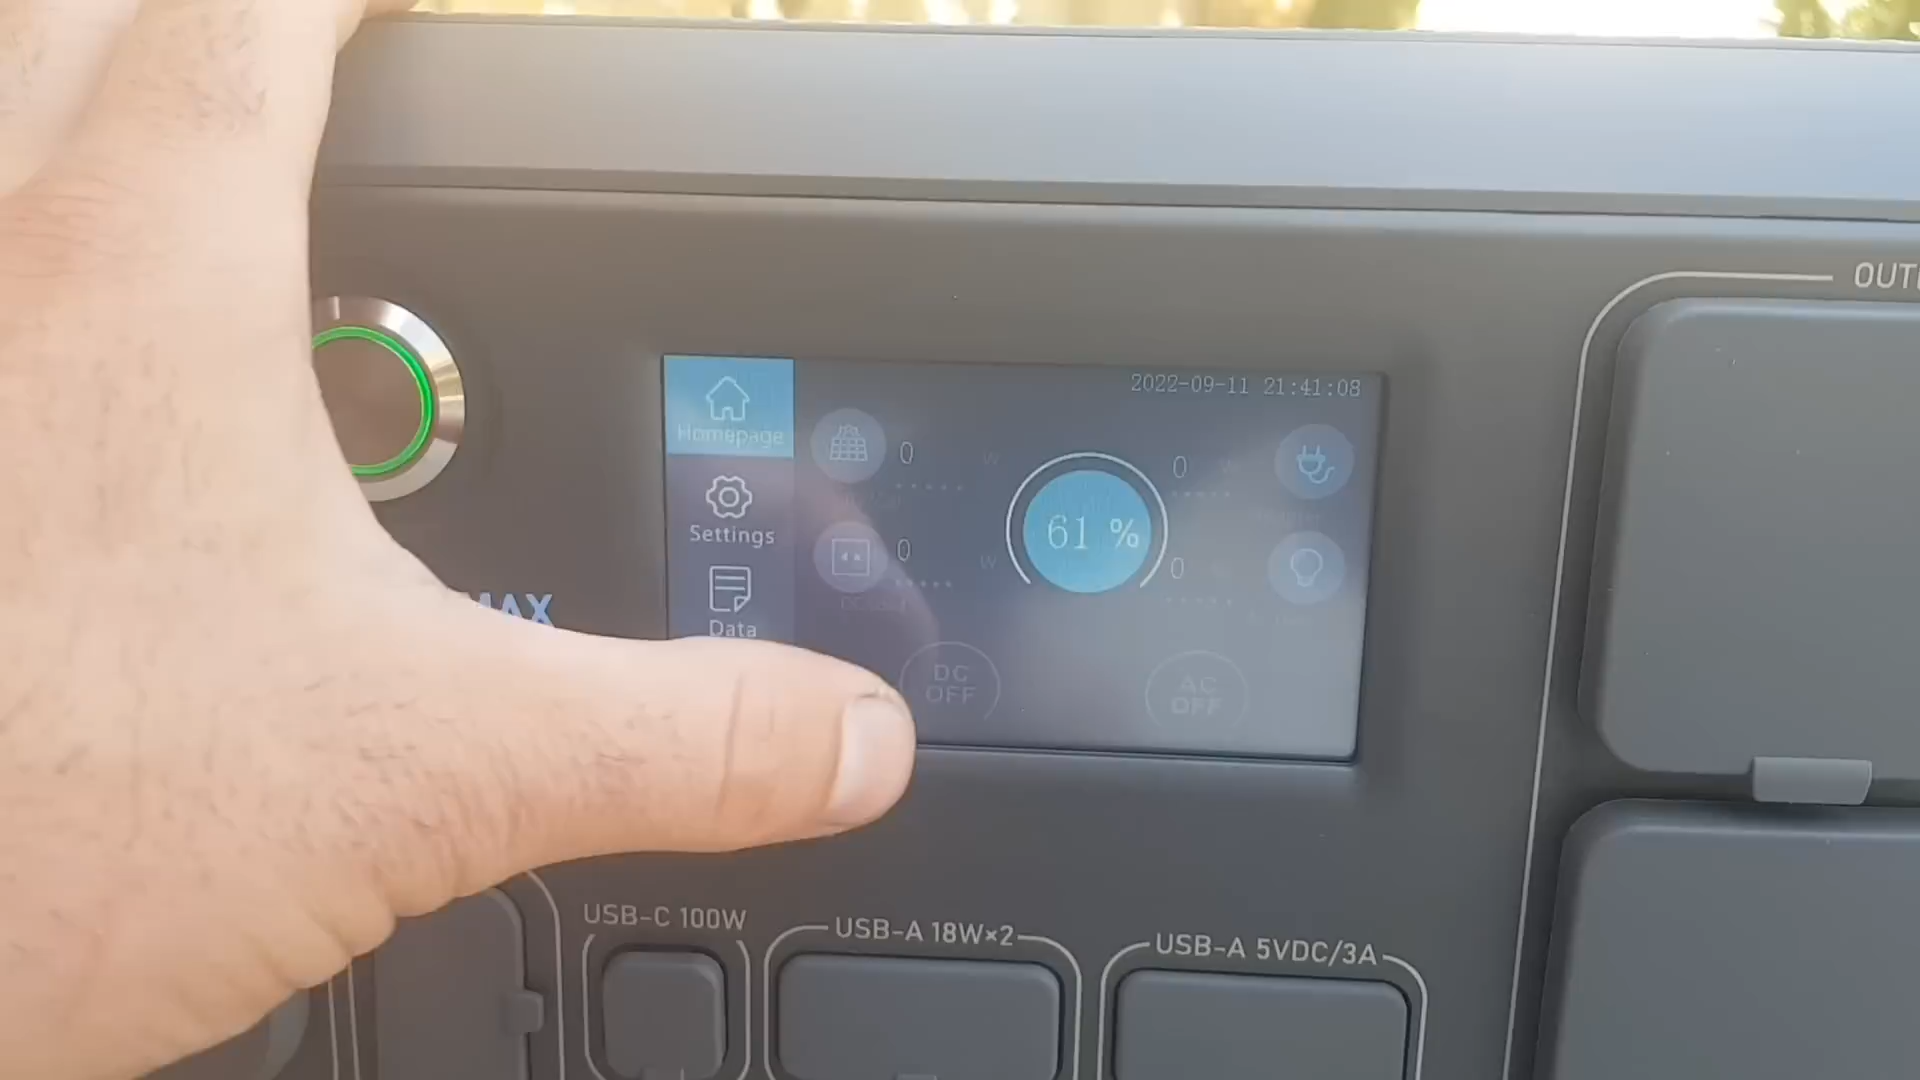 OUT
2022-09-11 21:41:08
Homepage
0 W
0
61 %
Settings
0
0
Data
MAX
DC
OFF
AC
OFF
USB-C 100W
USB-A 18W×2
USB-A 5VDC/3A